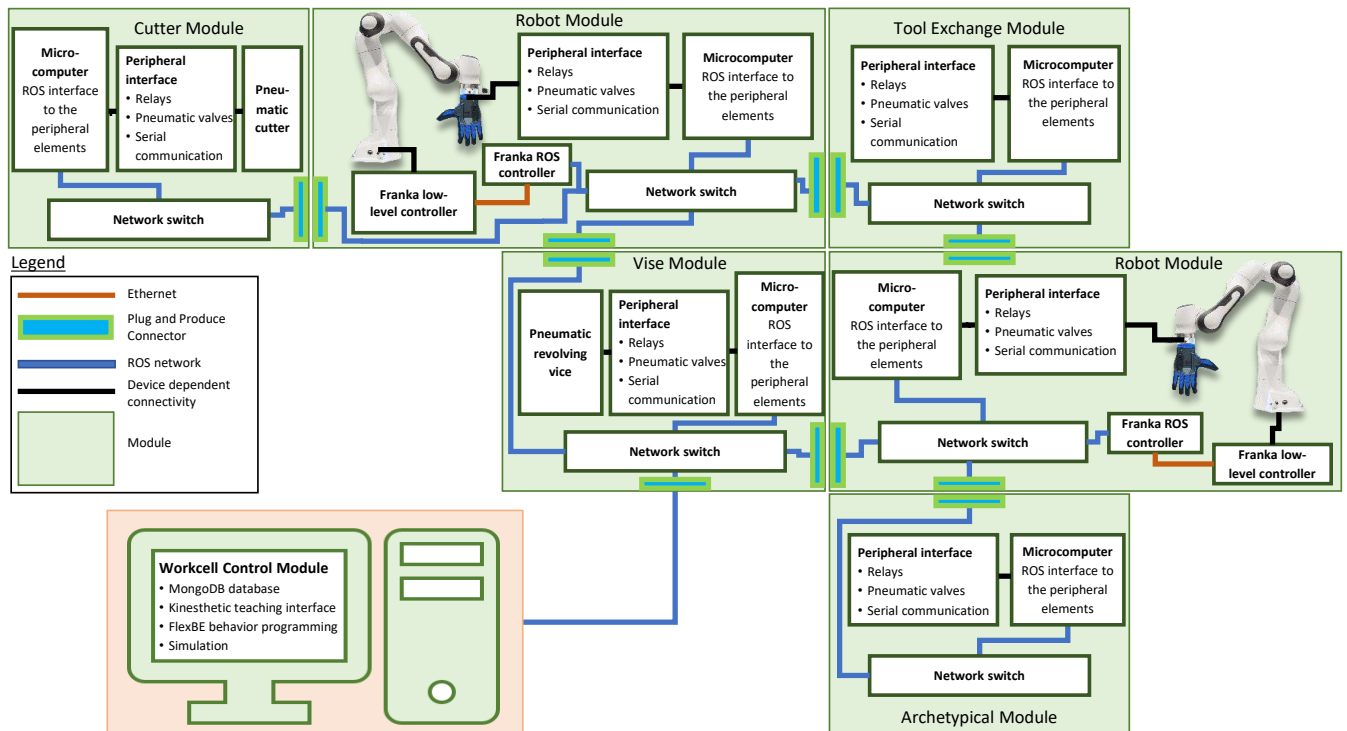 Cutter Module
Micro-
computer
ROS interface
to the
peripheral
elements
Peripheral
interface
• Relays
• Pneumatic valves
• Serial
communication
Pneu-
matic
cutter
Network switch
Robot Module
Peripheral interface
• Relays
• Pneumatic valves
• Serial communication
Microcomputer
ROS interface to
the peripheral
elements
Franka ROS
controller
Franka low-
level controller
Network switch
Tool Exchange Module
Peripheral interface
• Relays
• Pneumatic valves
• Serial
communication
Microcomputer
ROS interface to
the peripheral
elements
Network switch
Legend
Ethernet
Plug and Produce
Connector
ROS network
Device dependent
connectivity
Module
Vise Module
Pneumatic
revolving
vice
Peripheral
interface
• Relays
• Pneumatic valves
• Serial
communication
Micro-
computer
ROS
interface to
the
peripheral
elements
Network switch
Robot Module
Micro-
computer
ROS interface to
the peripheral
elements
Peripheral interface
• Relays
• Pneumatic valves
• Serial communication
Network switch
Franka ROS
controller
Franka low-
level controller
Workcell Control Module
• MongoDB database
• Kinesthetic teaching interface
• FlexBE behavior programming
• Simulation
Peripheral interface
• Relays
• Pneumatic valves
• Serial communication
Microcomputer
ROS interface to
the peripheral
elements
Network switch
Archetypical Module